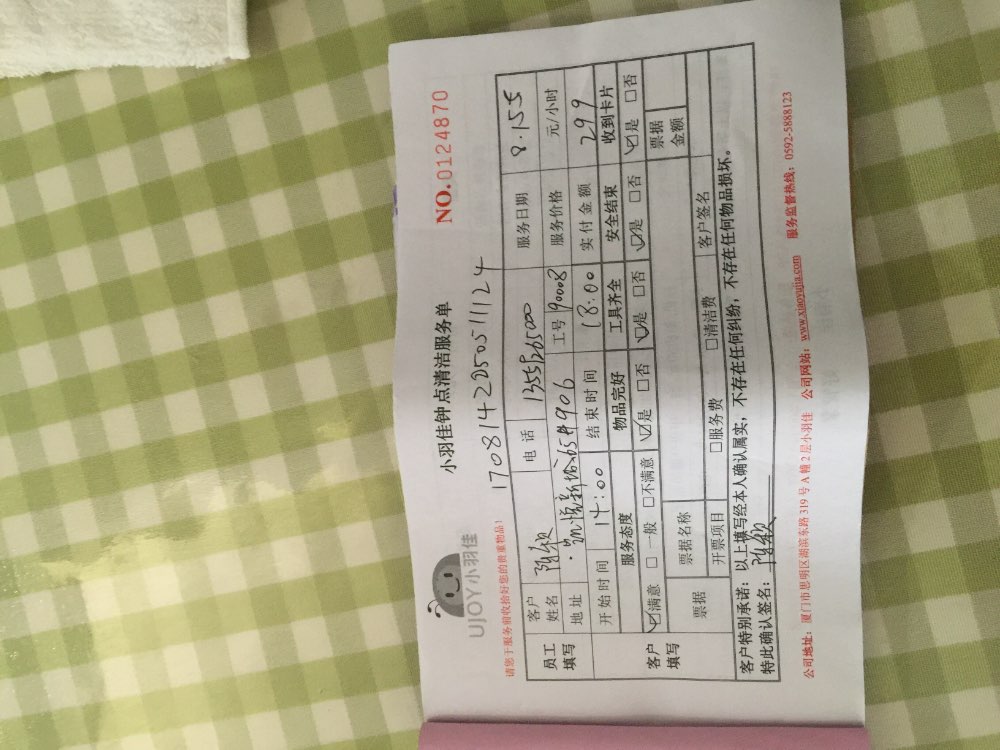 UJOY小羽佳
小羽佳钟点清洁服务单
NO.0124870
请您于服务前收拾好您的贵重物品!
170814220505111124
员工填写
客户姓名 电话 服务日期 8.15
地址 65#906 工号 90008 服务价格 元/小时
开始时间 14:00 结束时间 18:00 实付金额 299
客户填写
服务态度 物品完好 工具齐全 安全结束 收到卡片
☑满意 □一般 □不满意 ☑是 □否 ☑是 □否 ☑是 □否 ☑是 □否
票据 票据名称 票据金额
开票项目 □服务费 □清洁费 客户签名
客户特别承诺:以上填写经本人确认属实,不存在任何纠纷,不存在任何物品损坏。
特此确认签名:
公司地址:厦门市思明区湖滨东路319号A幢2层小羽佳 公司网站:www.xiaoyujia.com 服务监督热线:0592-5888123